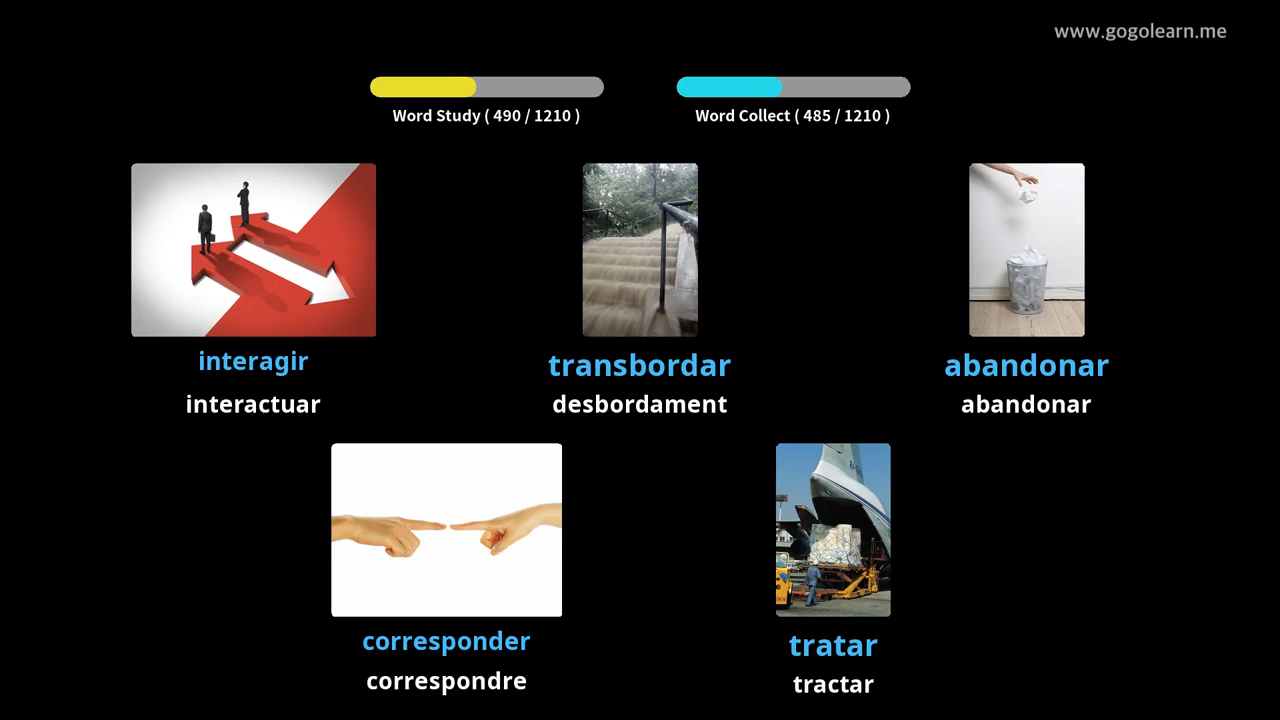 www.gogolearn.me
Word Study ( 490 / 1210 )
Word Collect ( 485 / 1210 )
interagir
interactuar
transbordar
desbordament
abandonar
abandonar
corresponder
correspondre
tratar
tractar